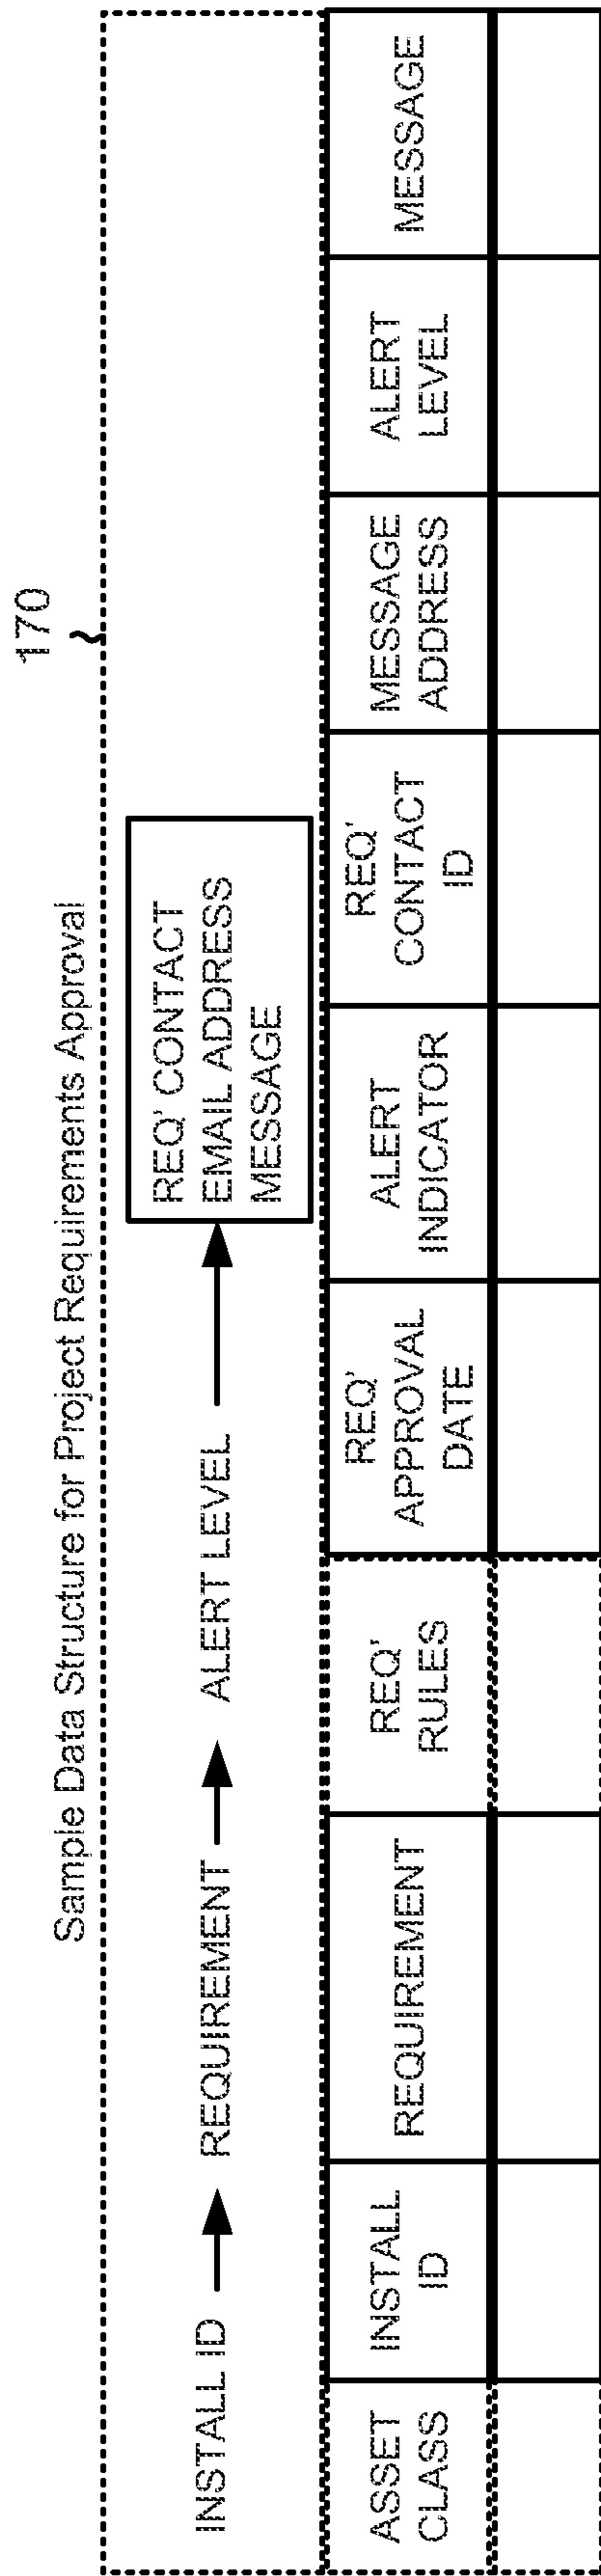 170
Sample Data Structure for Project Requirements Approval
INSTALL ID REQUIREMENT ALERT LEVEL
REQ' CONTACT
EMAIL ADDRESS
MESSAGE
ASSET
CLASS
INSTALL
ID
REQUIREMENT
REQ'
RULES
REQ'
APPROVAL
DATE
ALERT
INDICATOR
REQ'
CONTACT
ID
MESSAGE
ADDRESS
ALERT
LEVEL
MESSAGE